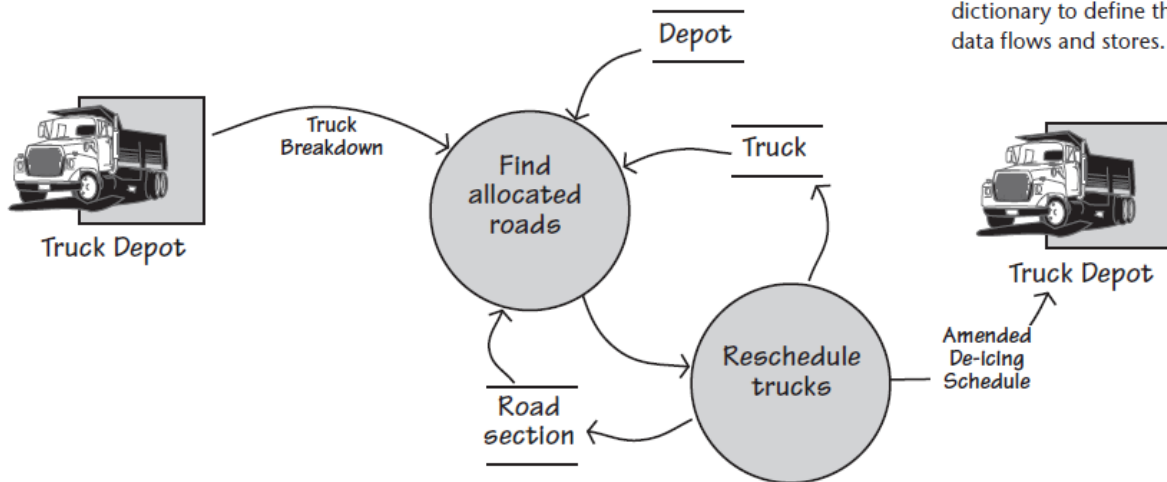 dictionary to define th
data flows and stores.
Depot
Truck
Breakdown
Truck
Find
allocated
roads
Truck Depot
Truck Depot
Reschedule
trucks
Amended
De-Icing
Schedule
Road
section